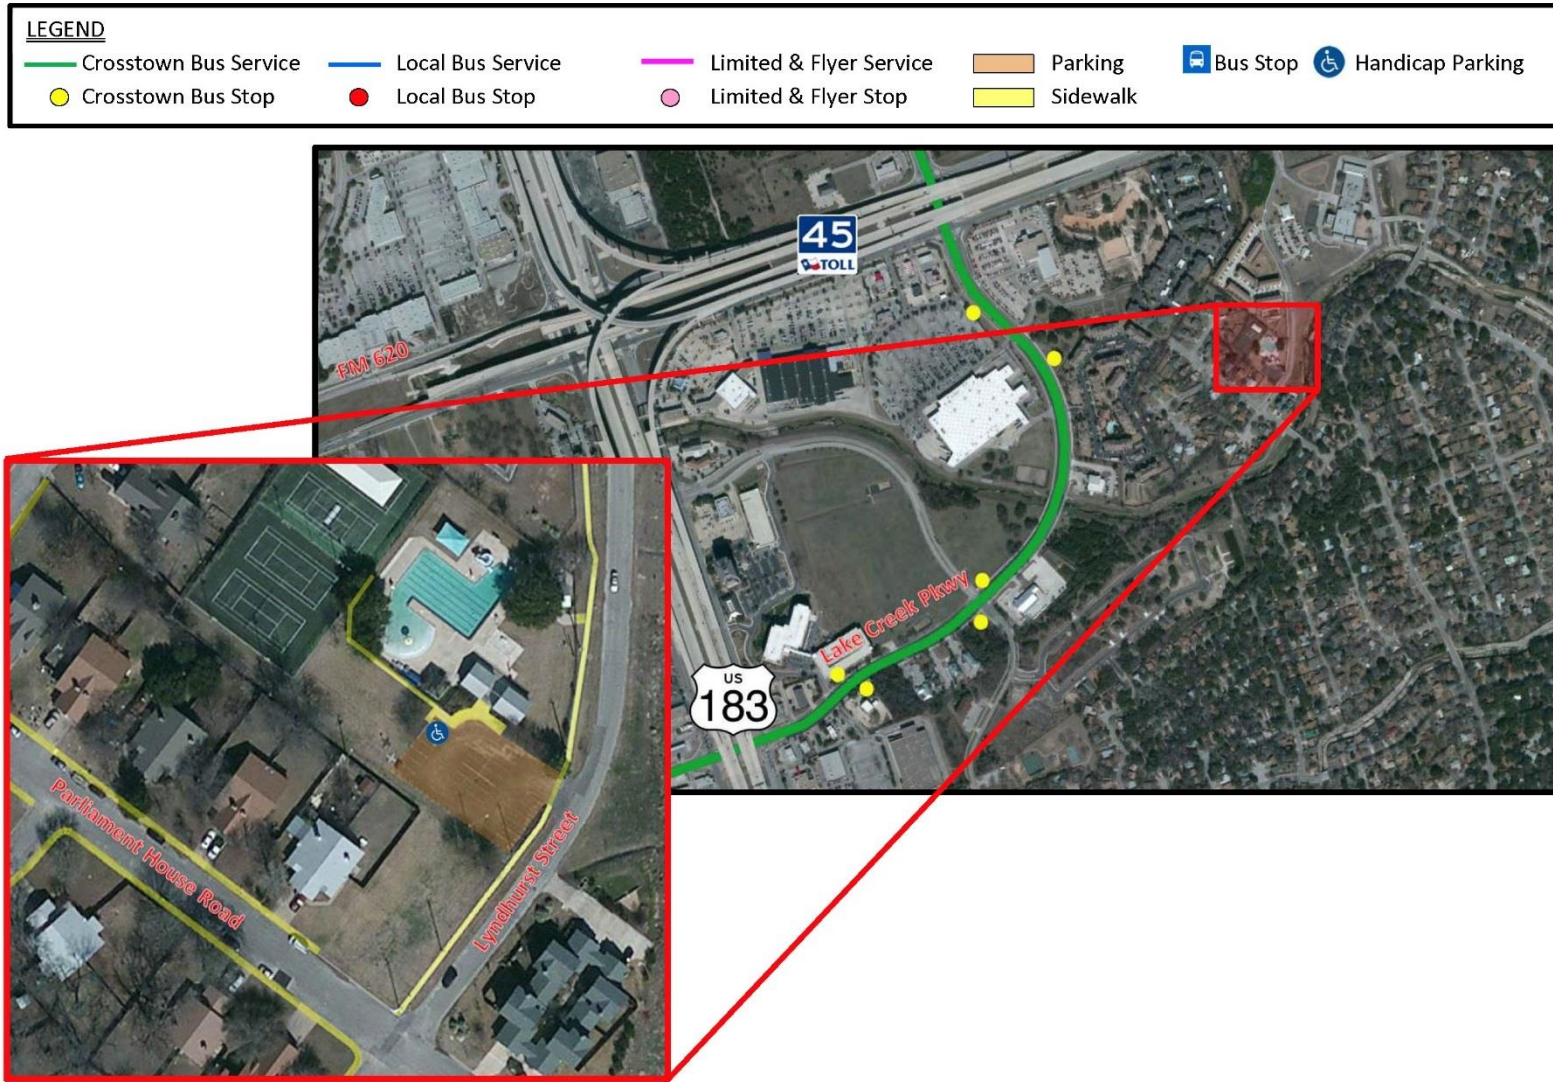 LEGEND
Crosstown Bus Service
Local Bus Service
Limited & Flyer Service
Parking
Bus Stop
Handicap Parking
Crosstown Bus Stop
Local Bus Stop
Limited & Flyer Stop
Sidewalk
45
TOLL
FM 620
Lake Creek Pkwy
US
183
Parliament House Road
Lyndhurst Street